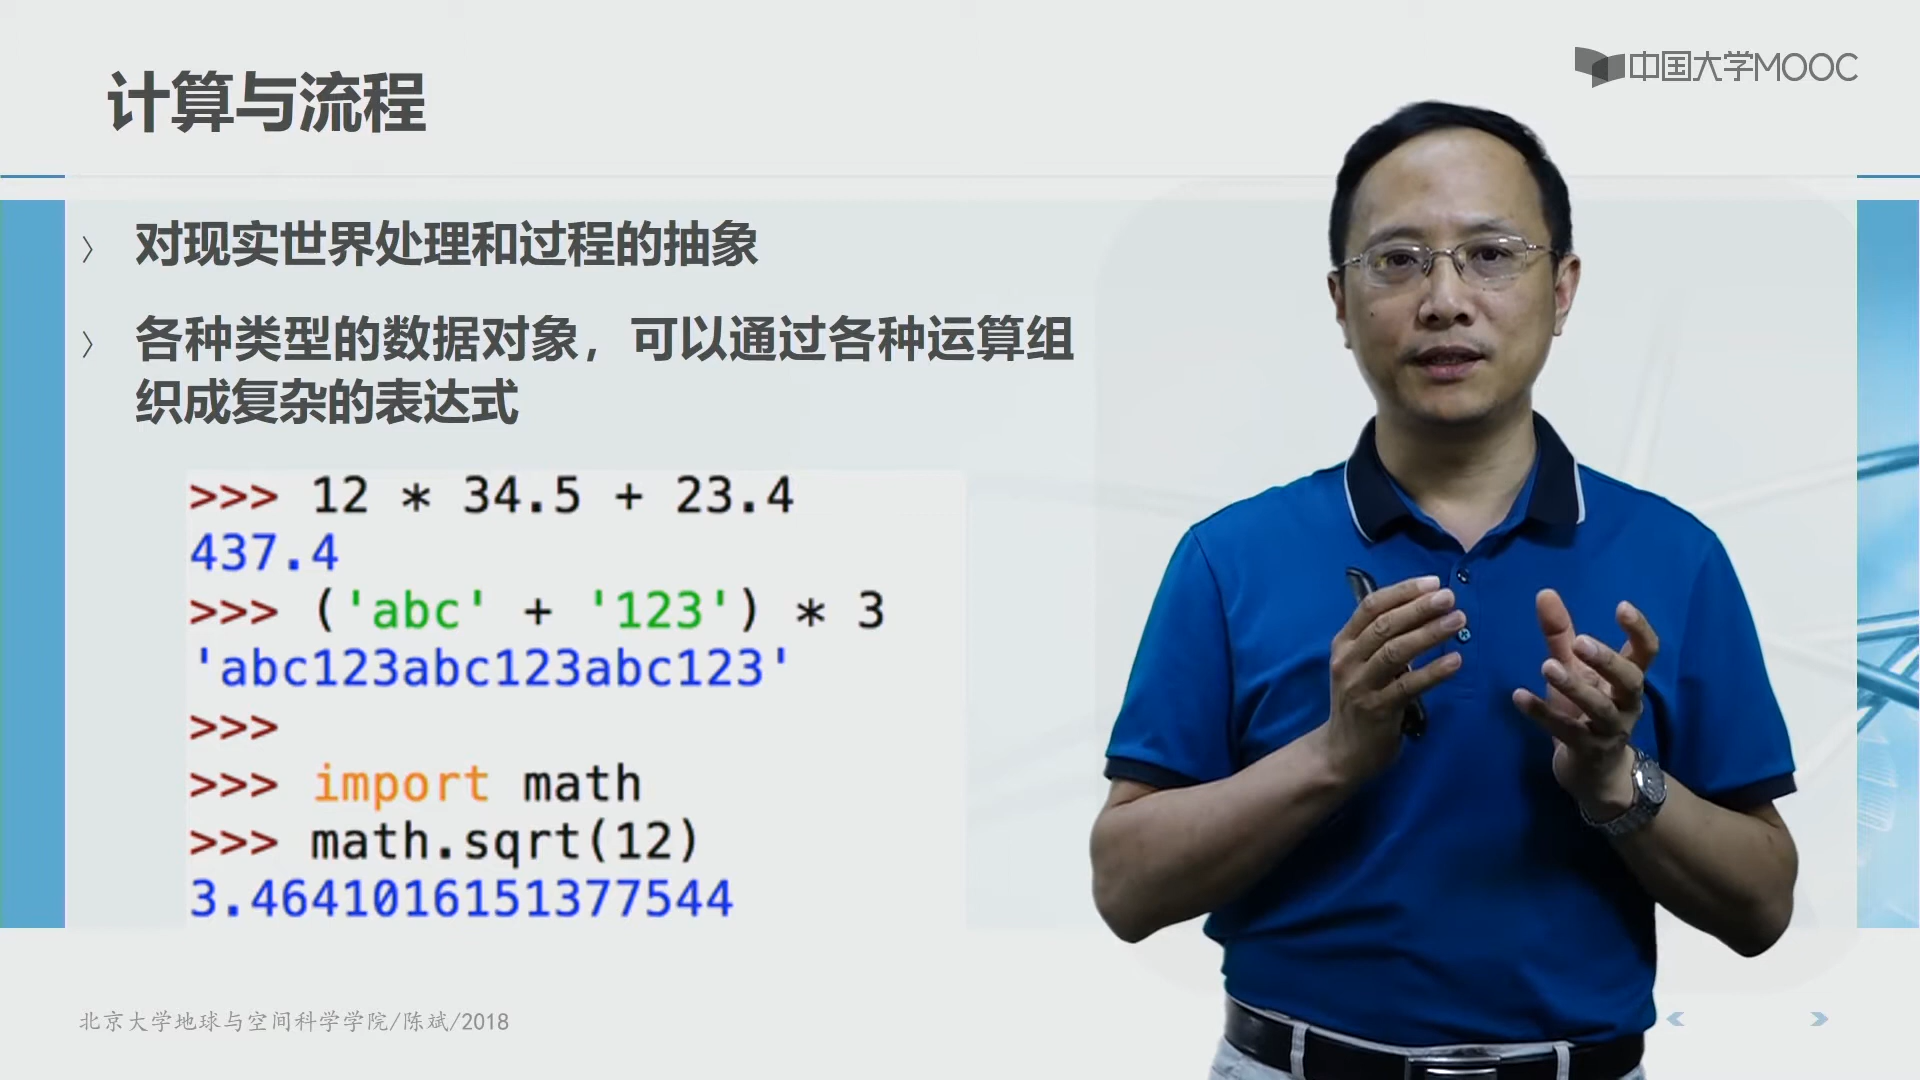 计算与流程
中国大学MOOC
〉 对现实世界处理和过程的抽象
〉 各种类型的数据对象，可以通过各种运算组
织成复杂的表达式
>>> 12 * 34.5 + 23.4
437.4
>>> ('abc' + '123') * 3
'abc123abc123abc123'
>>>
>>> import math
>>> math.sqrt(12)
3.4641016151377544
北京大学地球与空间科学学院/陈斌/2018